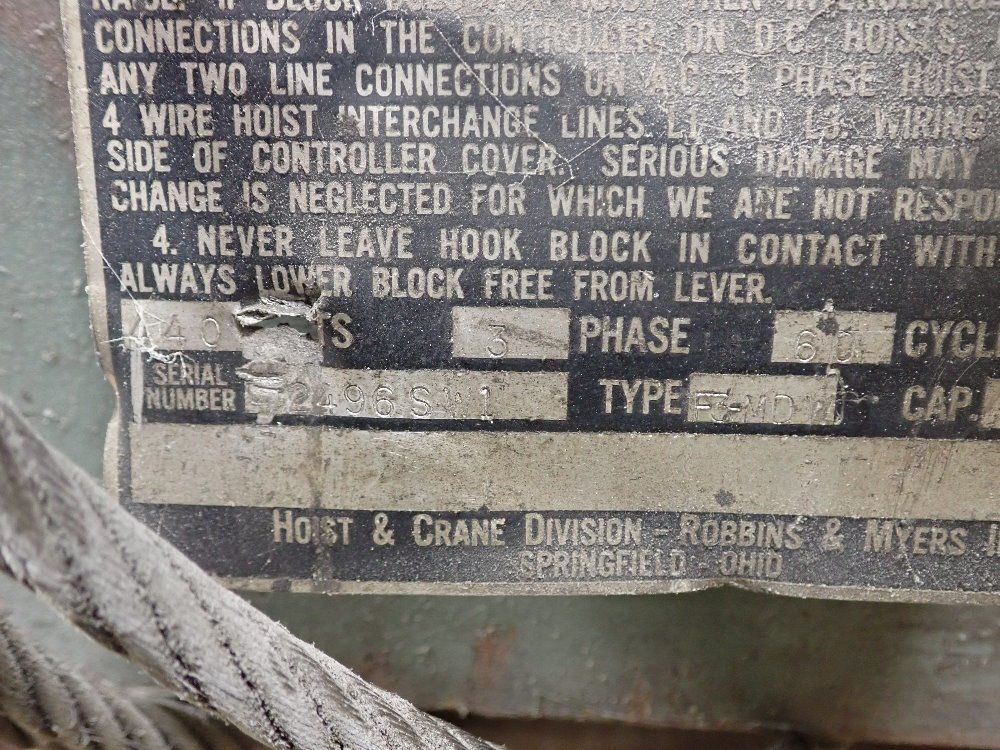 CONNECTIONS IN THE CONTROLLER ON D.C. HOISTS.
ANY TWO LINE CONNECTIONS ON A.C. 3 PHASE HOIST
4 WIRE HOIST INTERCHANGE LINES L1 AND L3. WIRING
SIDE OF CONTROLLER COVER. SERIOUS DAMAGE MAY
CHANGE IS NEGLECTED FOR WHICH WE ARE NOT RESPO
4. NEVER LEAVE HOOK BLOCK IN CONTACT WITH
ALWAYS LOWER BLOCK FREE FROM LEVER.
440 TS 3 PHASE 60 CYCL
SERIAL NUMBER 2496 TYPE CAP.
HOIST & CRANE DIVISION - ROBBINS & MYERS
SPRINGFIELD - OHIO